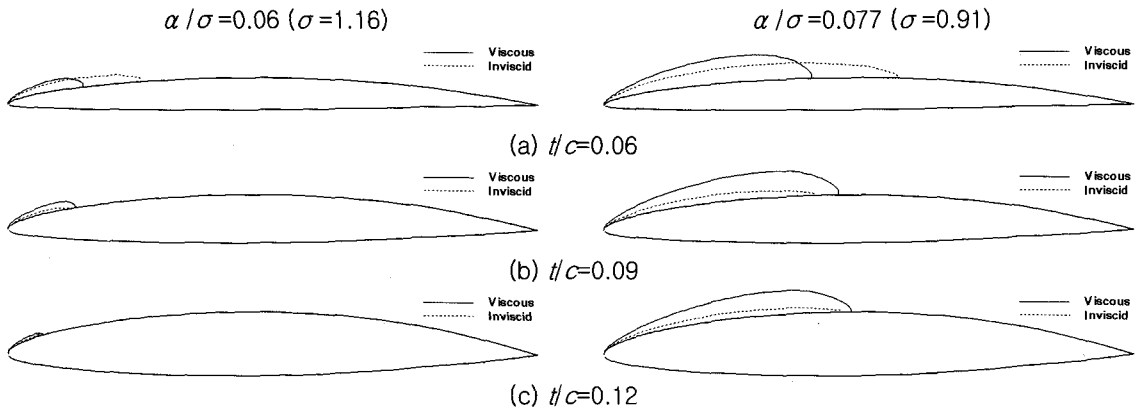 α/σ=0.06 (σ=1.16)
α/σ=0.077 (σ=0.91)
Viscous
Inviscid
Viscous
Inviscid
(a) t/c=0.06
Viscous
Inviscid
Viscous
Inviscid
(b) t/c=0.09
Viscous
Inviscid
Viscous
Inviscid
(c) t/c=0.12